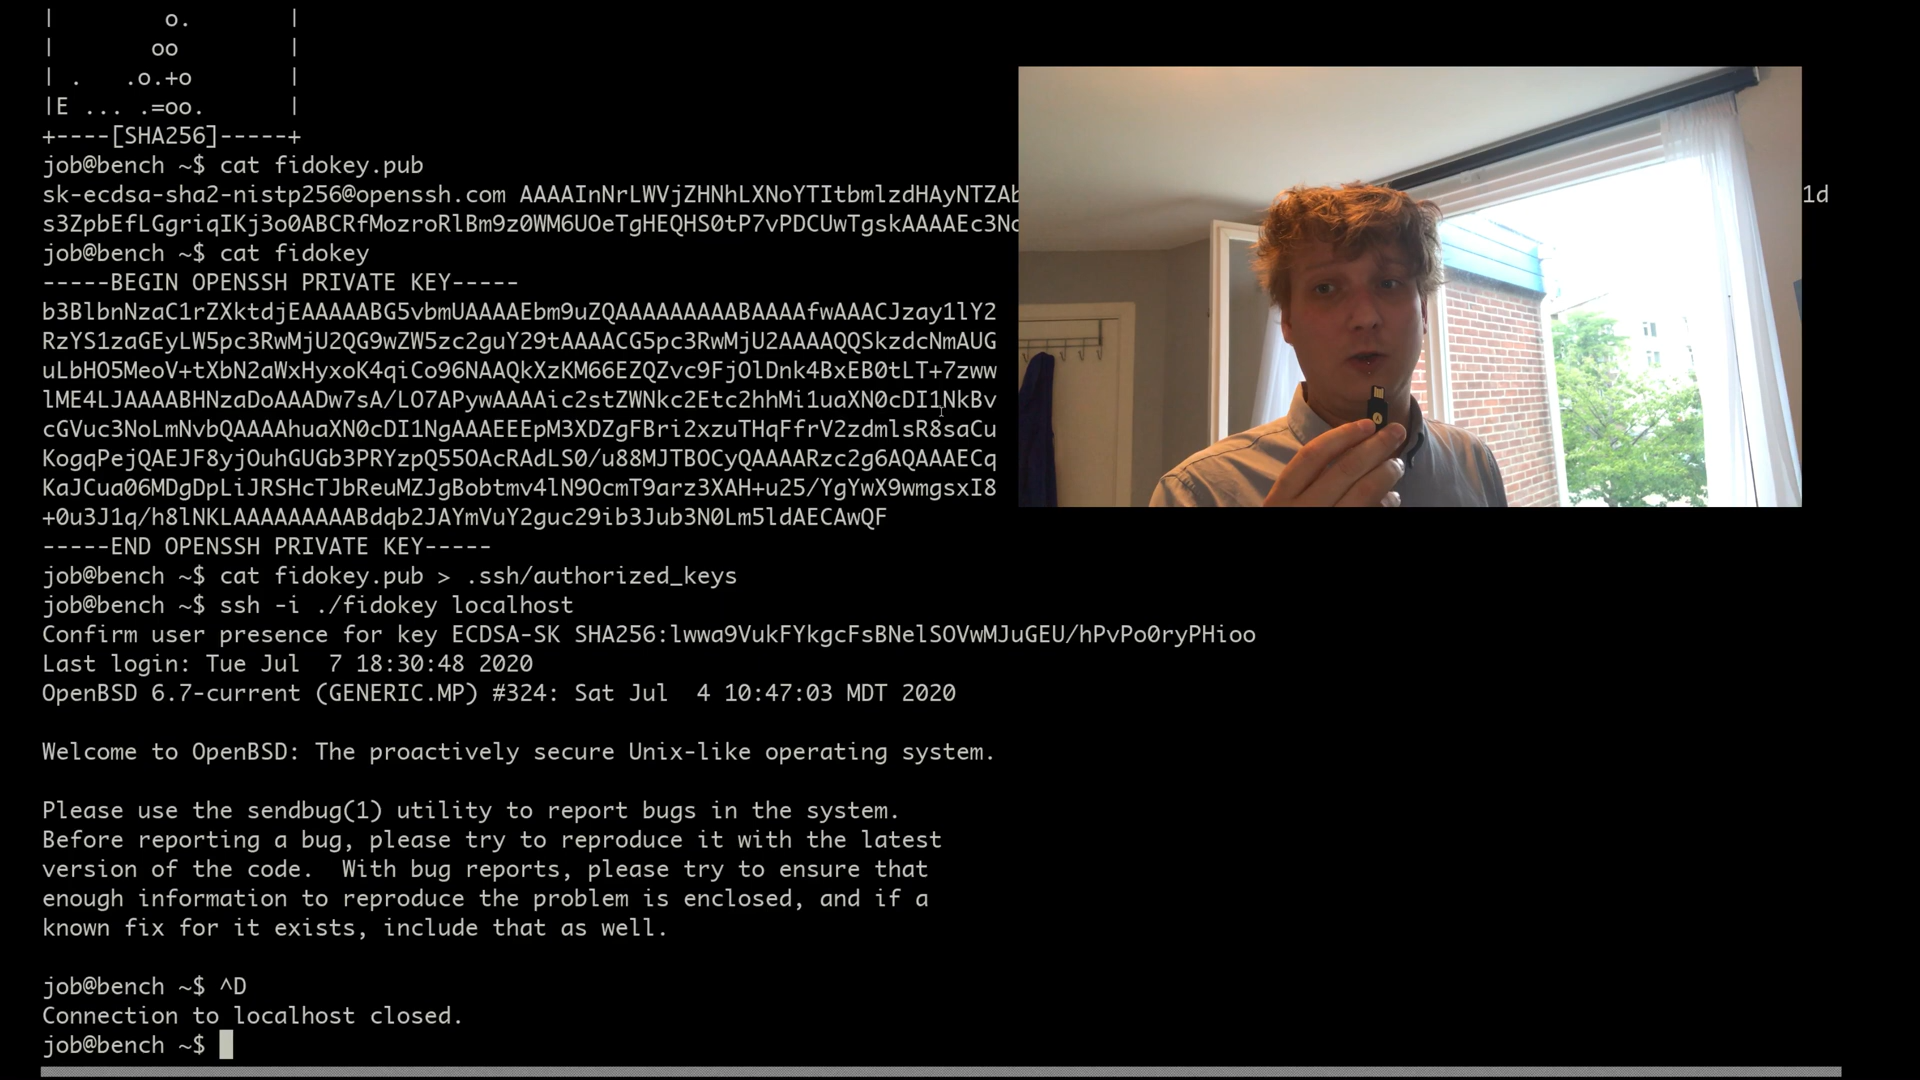 |        o.       |
|       oo        |
| .   .o.+o       |
|E ... .=oo.      |
+----[SHA256]-----+
job@bench ~$ cat fidokey.pub
sk-ecdsa-sha2-nistp256@openssh.com AAAAInNrLWVjZHNhLXNoYTItbmlzdHAyNTZAb 1d
s3ZpbEfLGgriqIKj3o0ABCRfMozroRlBm9z0WM6UOeTgHEQHS0tP7vPDCUwTgskAAAAEc3Nc
job@bench ~$ cat fidokey
-----BEGIN OPENSSH PRIVATE KEY-----
b3BlbnNzaC1rZXktdjEAAAAABG5vbmUAAAAEbm9uZQAAAAAAAAABAAAAfwAAACJzay1lY2
RzYS1zaGEyLW5pc3RwMjU2QG9wZW5zc2guY29tAAAACG5pc3RwMjU2AAAAQQSkzdcNmAUG
uLbHO5MeoV+tXbN2aWxHyxoK4qiCo96NAAQkXzKM66EZQZvc9FjOlDnk4BxEB0tLT+7zww
lME4LJAAAABHNzaDoAAADw7sA/LO7APywAAAAic2stZWNkc2Etc2hhMi1uaXN0cDI1NkBv
cGVuc3NoLmNvbQAAAAhuaXN0cDI1NgAAAEEEpM3XDZgFBri2xzuTHqFfrV2zdmlsR8saCu
KogqPejQAEJF8yjOuhGUGb3PRYzpQ55OAcRAdLS0/u88MJTBOCyQAAAARzc2g6AQAAAECq
KaJCua06MDgDpLiJRSHcTJbReuMZJgBobtmv4lN9OcmT9arz3XAH+u25/YgYwX9wmgsxI8
+0u3J1q/h8lNKLAAAAAAAAABdqb2JAYmVuY2guc29ib3Jub3N0Lm5ldAECAwQF
-----END OPENSSH PRIVATE KEY-----
job@bench ~$ cat fidokey.pub > .ssh/authorized_keys
job@bench ~$ ssh -i ./fidokey localhost
Confirm user presence for key ECDSA-SK SHA256:lwwa9VukFYkgcFsBNelSOVwMJuGEU/hPvPo0ryPHioo
Last login: Tue Jul  7 18:30:48 2020
OpenBSD 6.7-current (GENERIC.MP) #324: Sat Jul  4 10:47:03 MDT 2020
Welcome to OpenBSD: The proactively secure Unix-like operating system.
Please use the sendbug(1) utility to report bugs in the system.
Before reporting a bug, please try to reproduce it with the latest
version of the code.  With bug reports, please try to ensure that
enough information to reproduce the problem is enclosed, and if a
known fix for it exists, include that as well.
job@bench ~$ ^D
Connection to localhost closed.
job@bench ~$